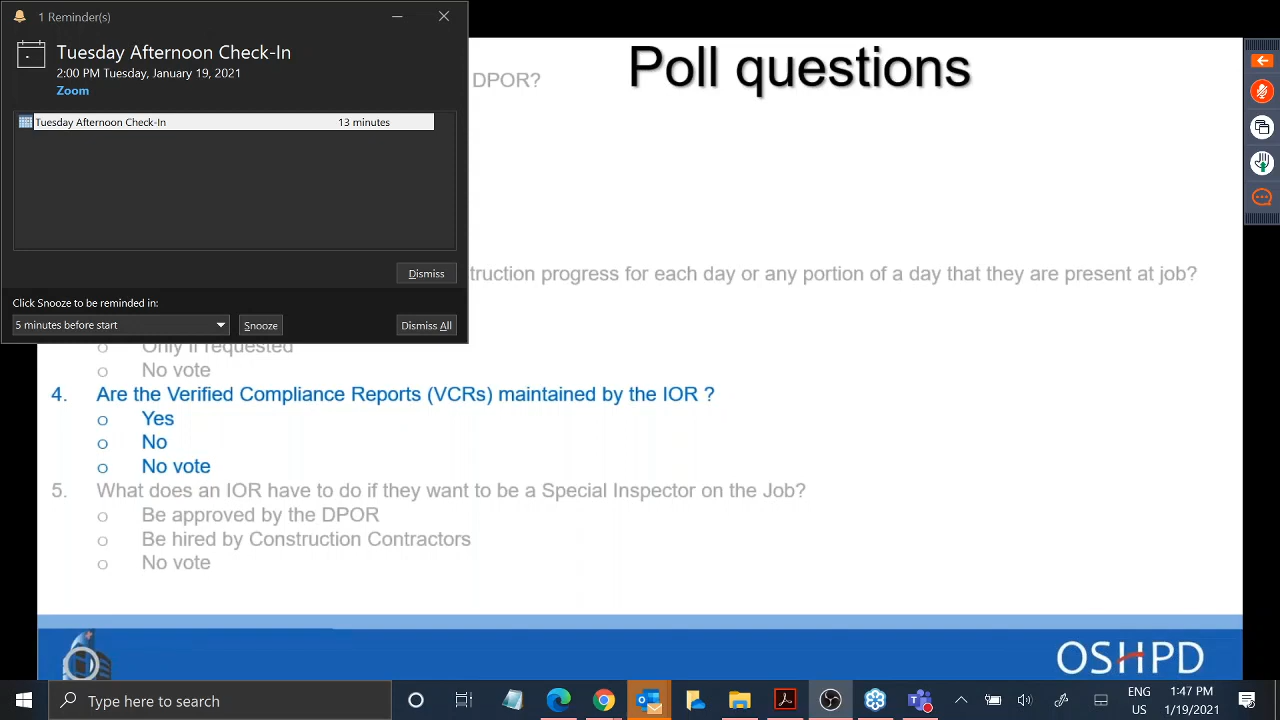 1 Reminder(s)
Tuesday Afternoon Check-In
2:00 PM Tuesday, January 19, 2021
Zoom
Tuesday Afternoon Check-In 13 minutes
Dismiss
Click Snooze to be reminded in:
5 minutes before start
Snooze
Dismiss All
Poll questions
DPOR?
truction progress for each day or any portion of a day that they are present at job?
o Only if requested
o No vote
4. Are the Verified Compliance Reports (VCRs) maintained by the IOR ?
o Yes
o No
o No vote
5. What does an IOR have to do if they want to be a Special Inspector on the Job?
o Be approved by the DPOR
o Be hired by Construction Contractors
o No vote
OSHPD
Type here to search
ENG
US
1:47 PM
1/19/2021